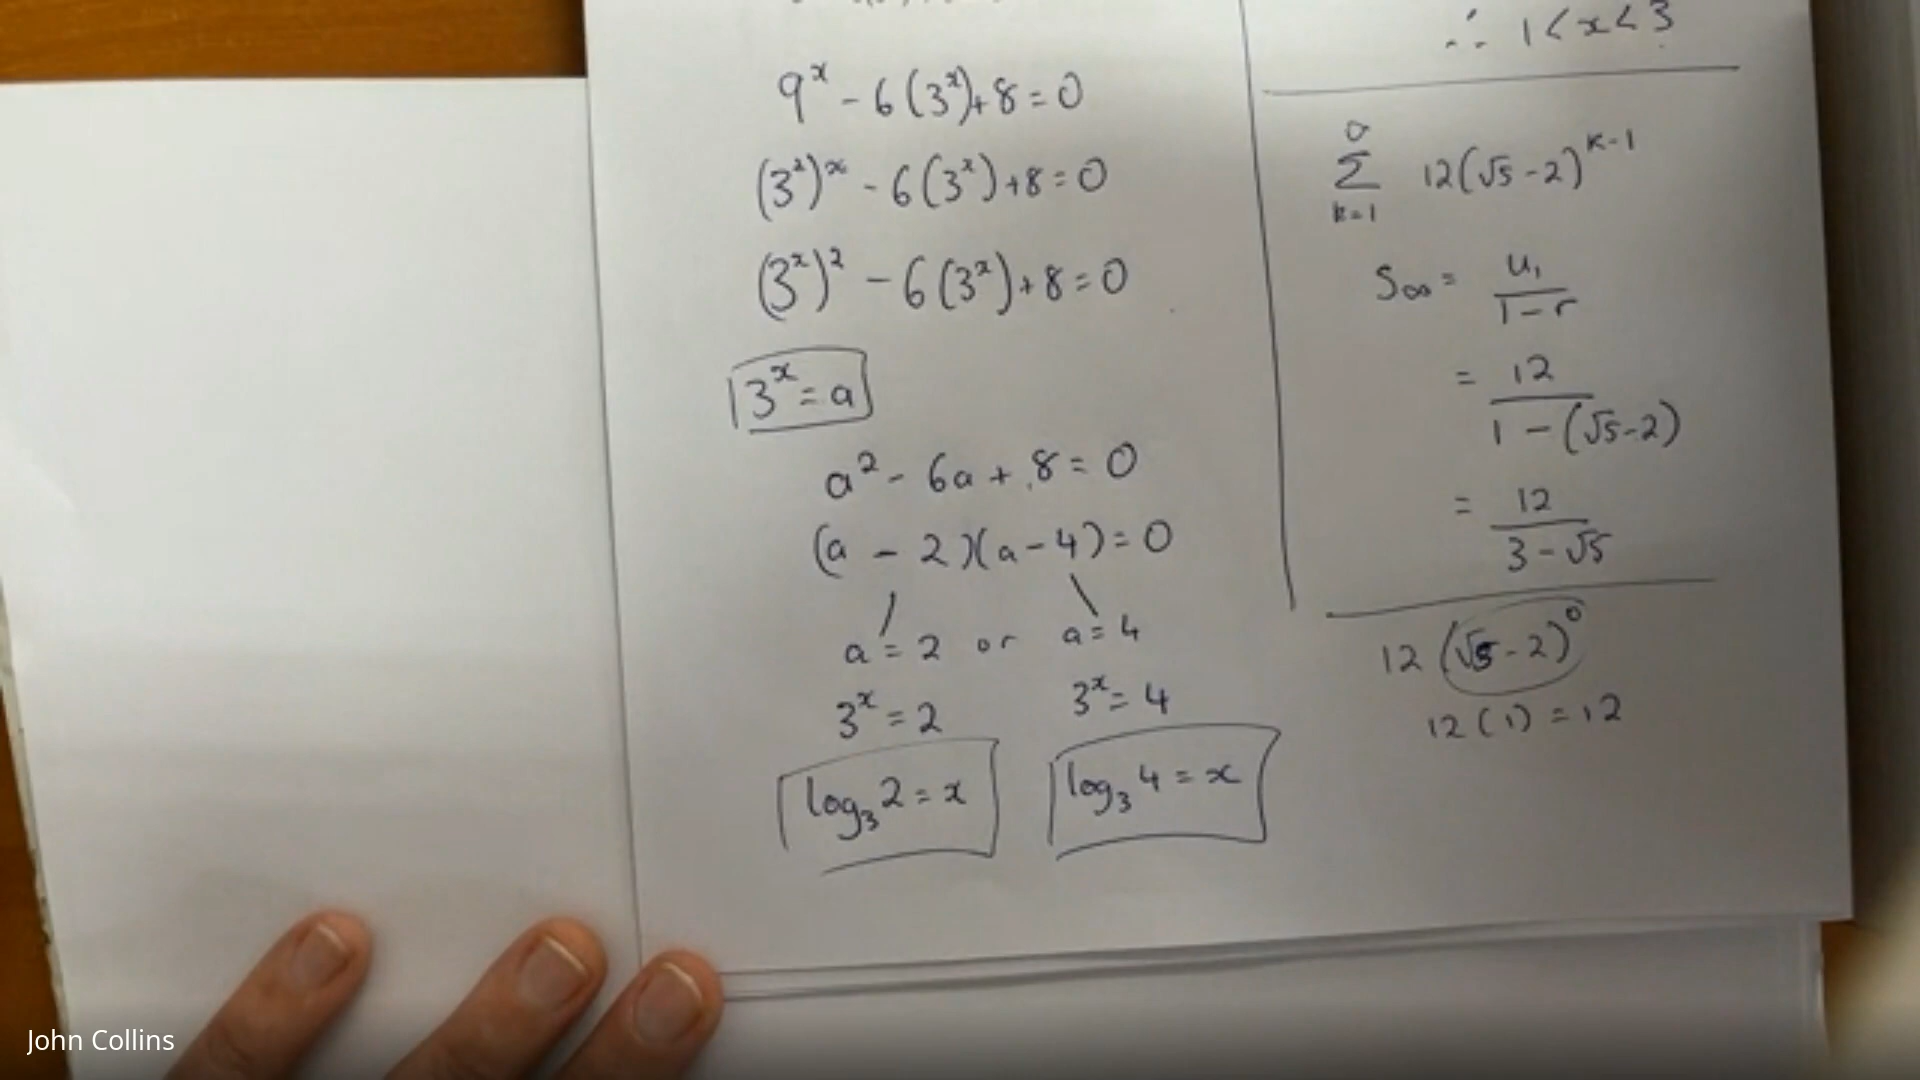 9^x - 6(3^x) + 8 = 0
(3^2)^x - 6(3^x) + 8 = 0
(3^x)^2 - 6(3^x) + 8 = 0
3^x = a
a^2 - 6a + 8 = 0
(a - 2)(a - 4) = 0
a = 2 or a = 4
3^x = 2 3^x = 4
log_3 2 = x log_3 4 = x
∴ 1 < x < 3
Σ 12(√5 - 2)^{k-1}
k=1
S_∞ = u_1 / (1 - r)
= 12 / (1 - (√5 - 2))
= 12 / (3 - √5)
12 (√5 - 2)^0
12 (1) = 12
John Collins